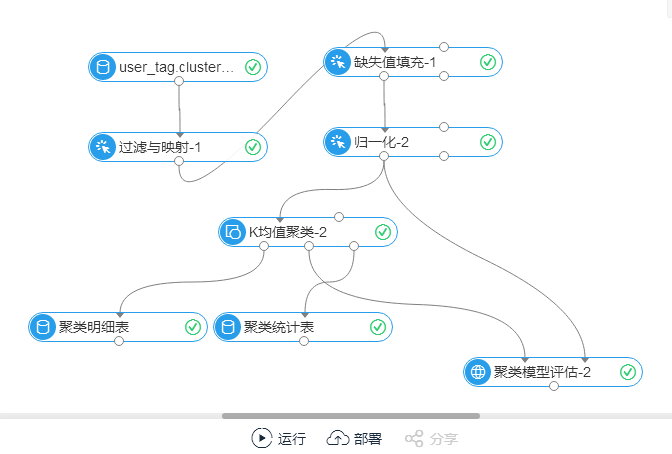 user_tag.cluster...
缺失值填充-1
过滤与映射-1
归一化-2
K均值聚类-2
聚类明细表
聚类统计表
聚类模型评估-2
运行
部署
分享